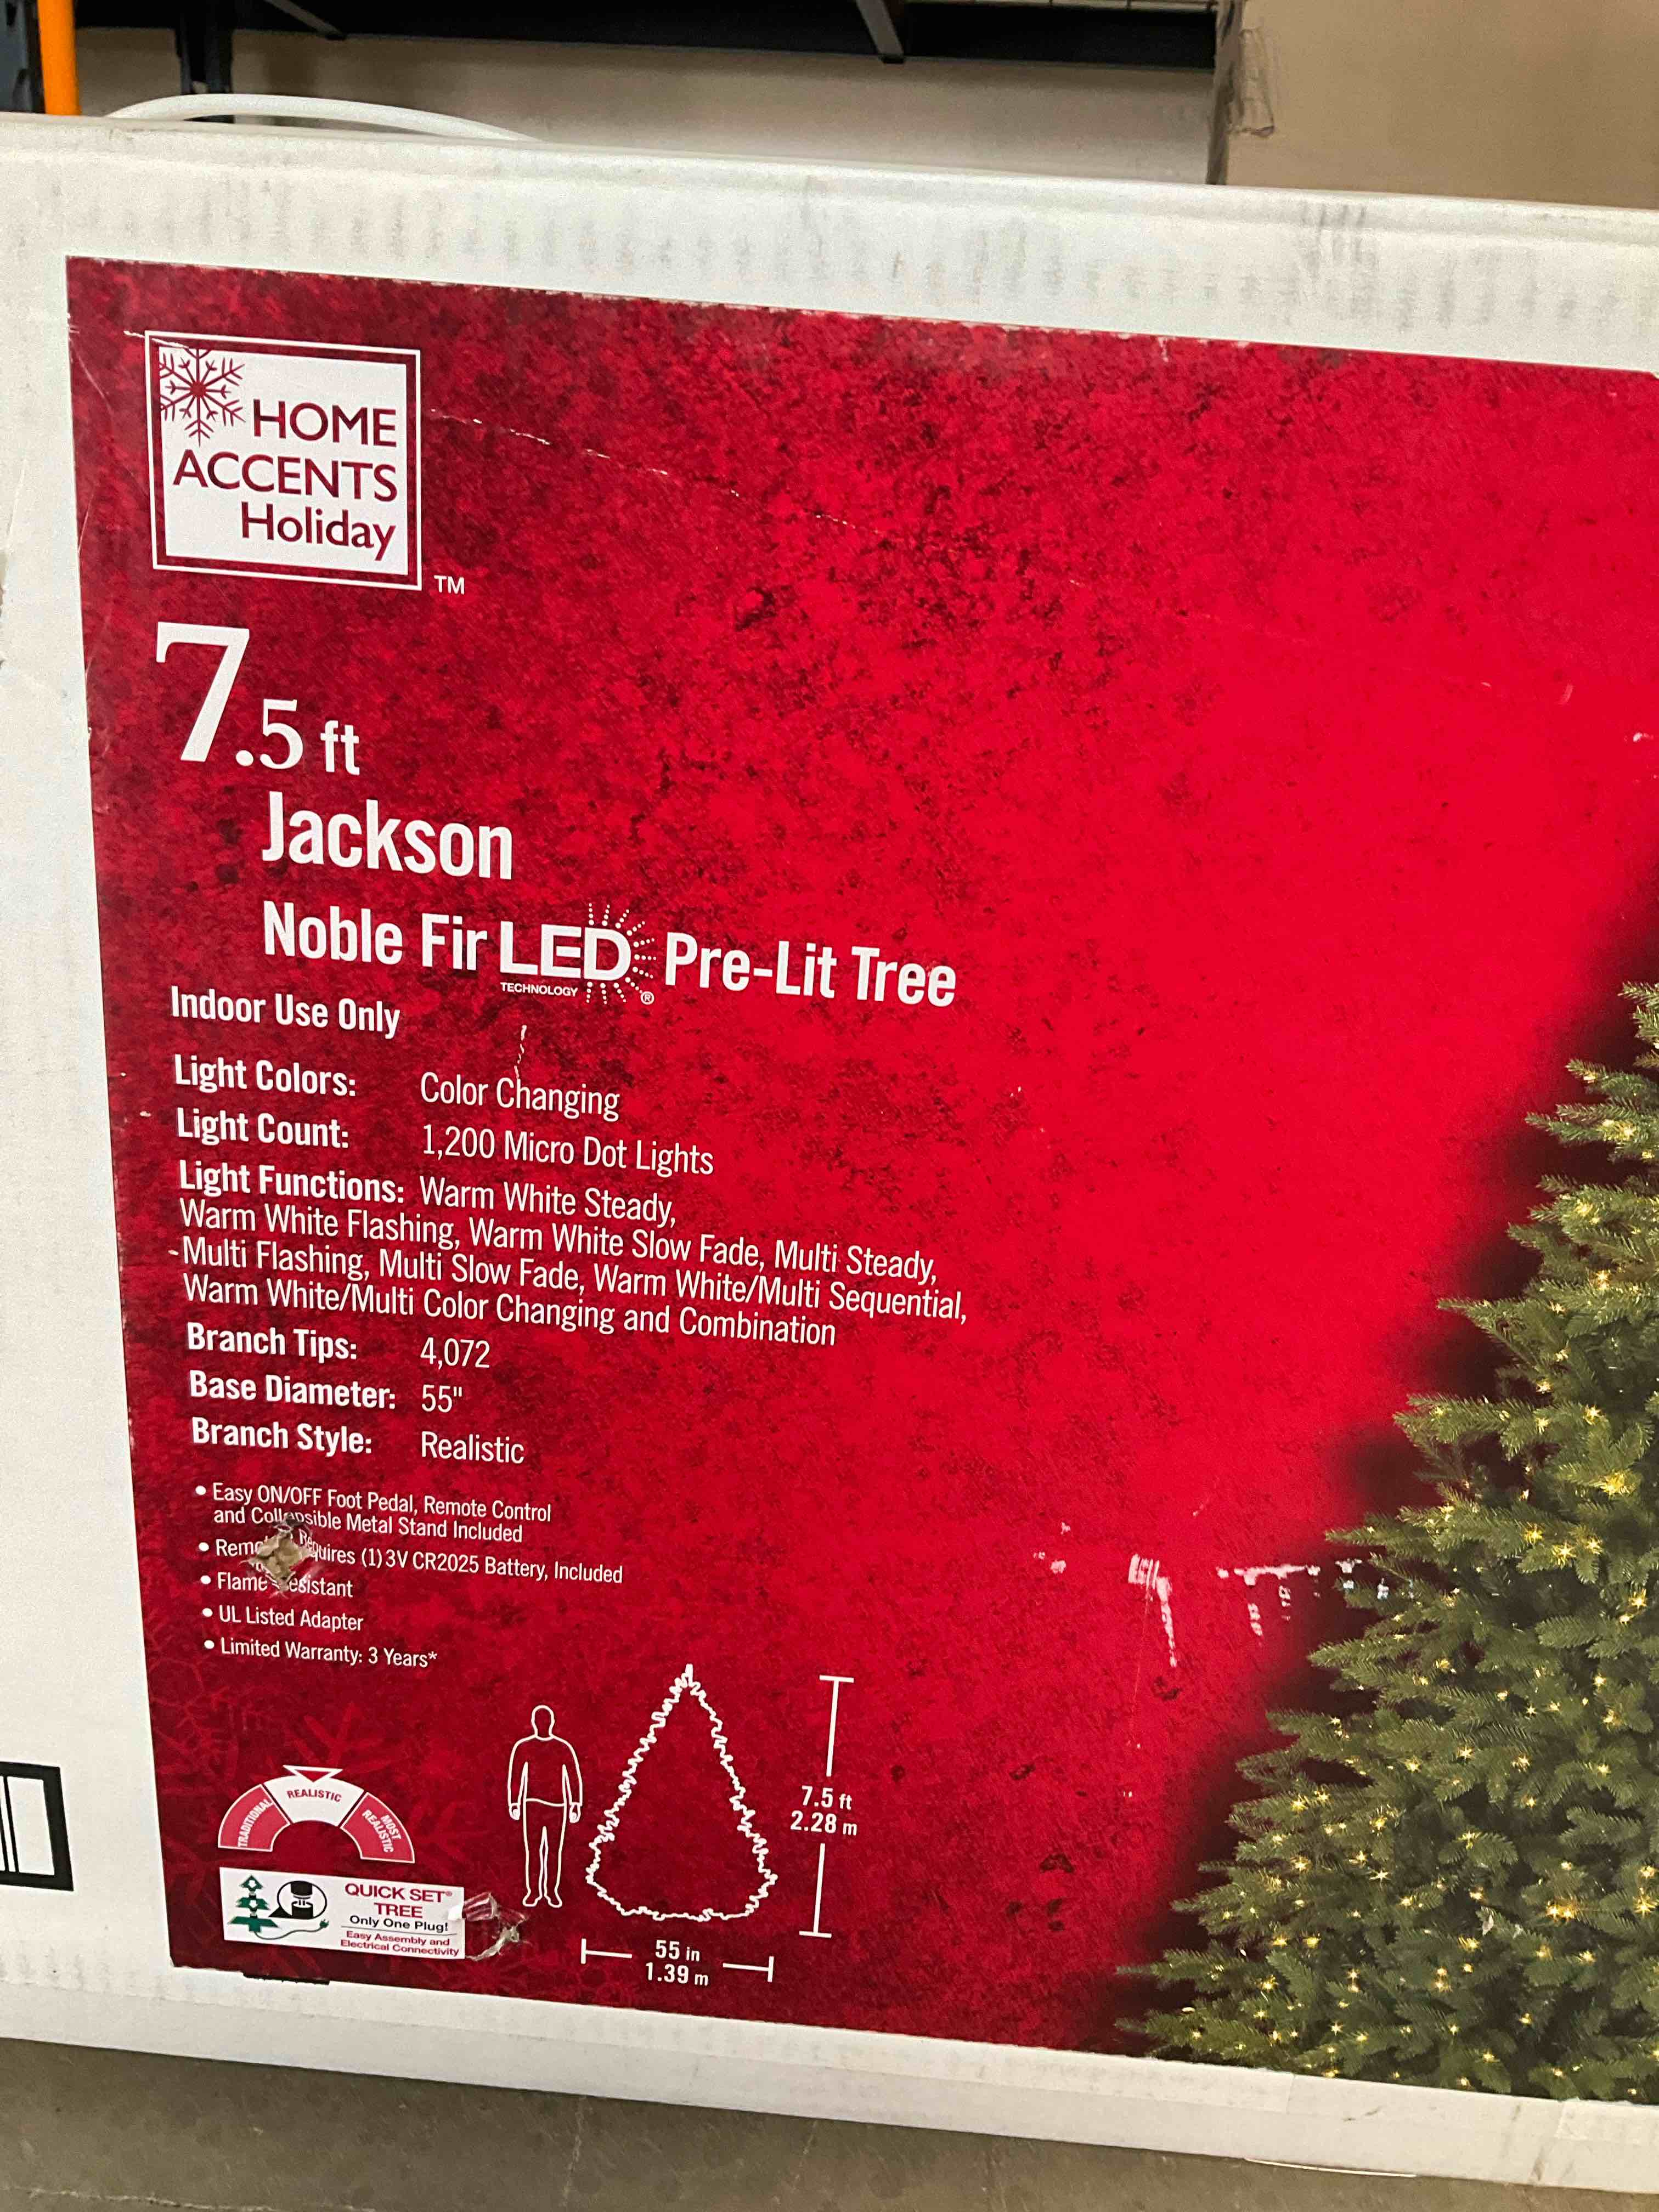 HOME
ACCENTS
Holiday
TM
7.5 ft
Jackson
Noble Fir LED Pre-Lit Tree
TECHNOLOGY ®
Indoor Use Only
Light Colors: Color Changing
Light Count: 1,200 Micro Dot Lights
Light Functions: Warm White Steady,
Warm White Flashing, Warm White Slow Fade, Multi Steady,
Multi Flashing, Multi Slow Fade, Warm White/Multi Sequential,
Warm White/Multi Color Changing and Combination
Branch Tips: 4,072
Base Diameter: 55"
Branch Style: Realistic
• Easy ON/OFF Foot Pedal, Remote Control
and Collapsible Metal Stand Included
• Requires (1) 3V CR2025 Battery, Included
• Flame Resistant
• UL Listed Adapter
• Limited Warranty: 3 Years*
TRADITIONAL
REALISTIC
MOST
REALISTIC
7.5 ft
2.28 m
55 in
1.39 m
QUICK SET®
TREE
Only One Plug!
Easy Assembly and
Electrical Connectivity